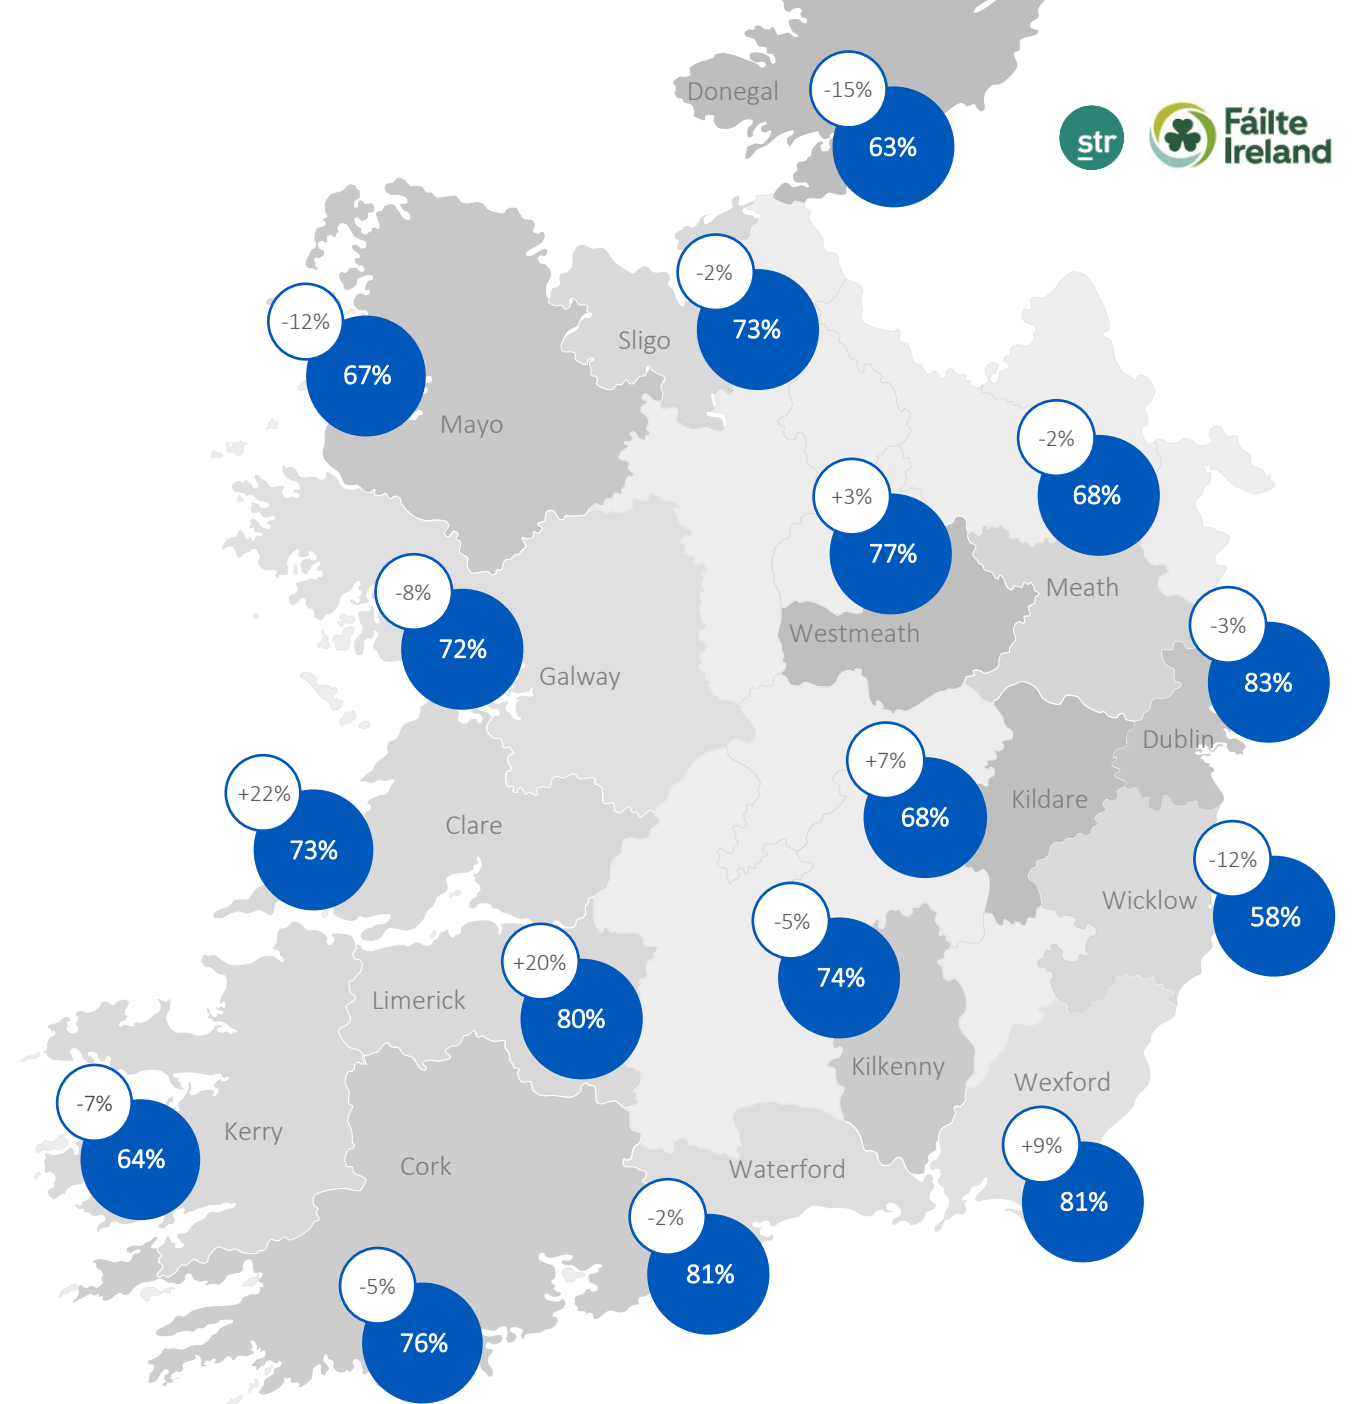 Donegal
-15%
63%
str
Fáilte
Ireland
-2%
73%
Sligo
-12%
67%
Mayo
-2%
68%
Meath
+3%
77%
Westmeath
-8%
72%
Galway
-3%
83%
Dublin
+7%
68%
Kildare
+22%
73%
Clare
-12%
58%
Wicklow
-5%
74%
Kilkenny
+20%
80%
Limerick
-7%
64%
Kerry
Wexford
+9%
81%
Cork
-5%
76%
Waterford
-2%
81%